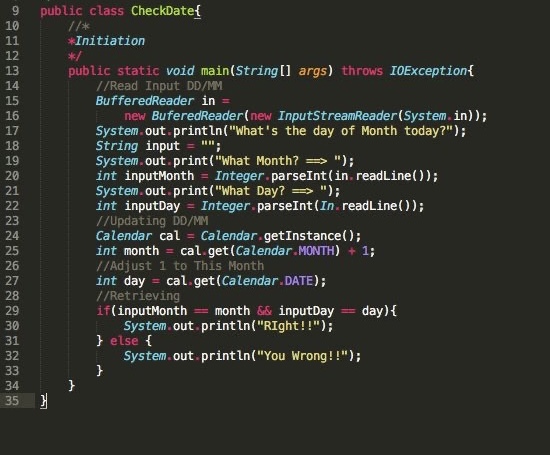 9 public class CheckDate{
10 //*
11 *Initiation
12 */
13 public static void main(String[] args) throws IOException{
14 //Read Input DD/MM
15 BufferedReader in =
16 new BuferedReader(new InputStreamReader(System.in));
17 System.out.println("What's the day of Month today?");
18 String input = "";
19 System.out.print("What Month? ==> ");
20 int inputMonth = Integer.parseInt(in.readLine());
21 System.out.print("What Day? ==> ");
22 int inputDay = Integer.parseInt(In.readLine());
23 //Updating DD/MM
24 Calendar cal = Calendar.getInstance();
25 int month = cal.get(Calendar.MONTH) + 1;
26 //Adjust 1 to This Month
27 int day = cal.get(Calendar.DATE);
28 //Retrieving
29 if(inputMonth == month && inputDay == day){
30 System.out.println("RIght!!");
31 } else {
32 System.out.println("You Wrong!!");
33 }
34 }
35 }